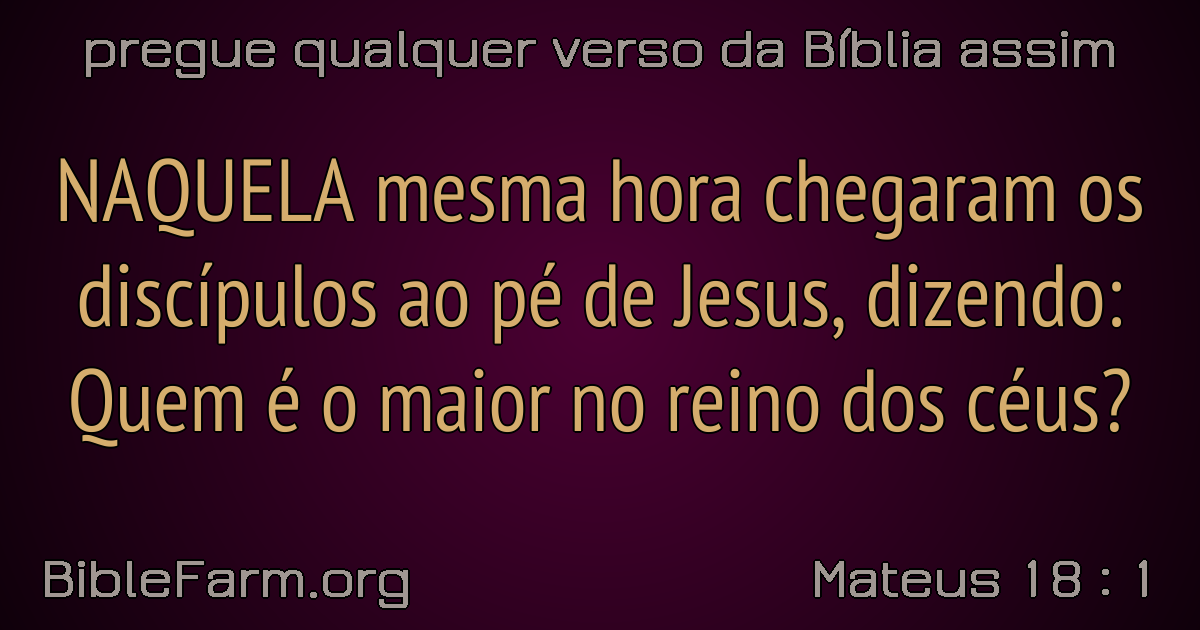 pregue qualquer verso da Bíblia assim
NAQUELA mesma hora chegaram os
discípulos ao pé de Jesus, dizendo:
Quem é o maior no reino dos céus?
BibleFarm.org
Mateus 18 : 1